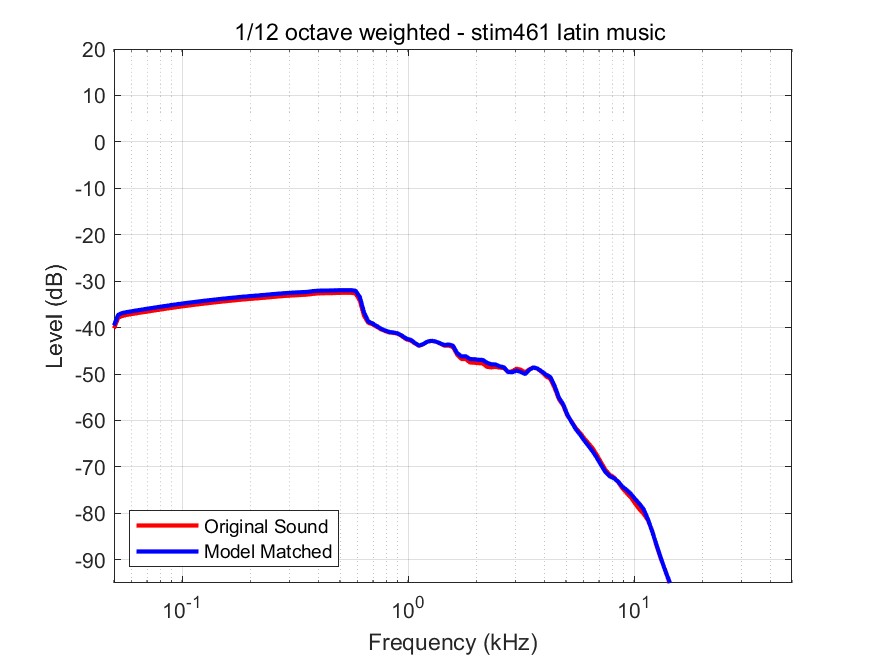 1/12 octave weighted - stim461 latin music
20
10
0
-10
-20
-30
-40
-50
-60
-70
-80
-90
Level (dB)
Original Sound
Model Matched
10^-1 10^0 10^1
Frequency (kHz)